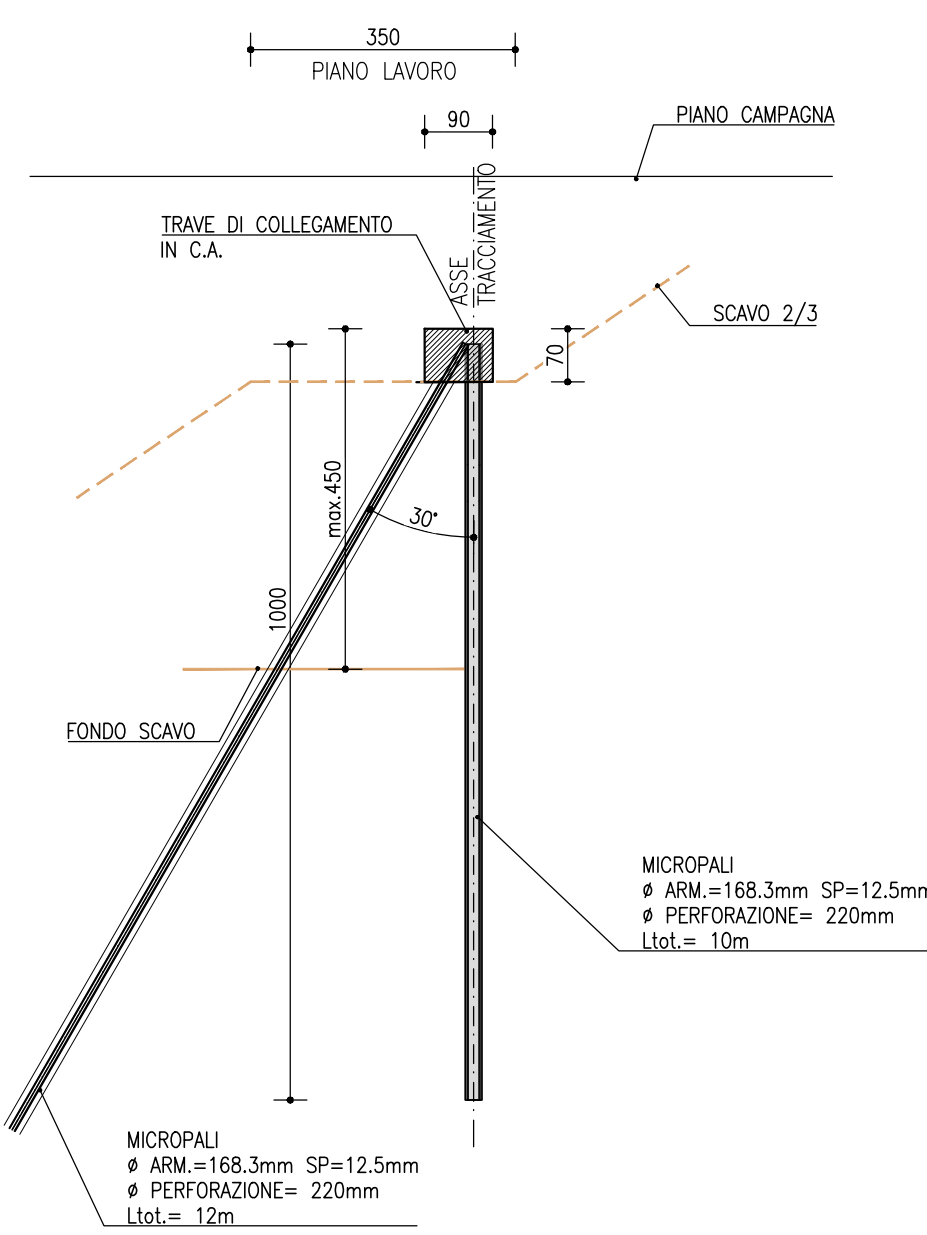 350
PIANO LAVORO
90
PIANO CAMPAGNA
TRAVE DI COLLEGAMENTO
IN C.A.
ASSE
TRACCIAMENTO
SCAVO 2/3
70
max.450
30°
1000
FONDO SCAVO
MICROPALI
ø ARM.=168.3mm SP=12.5mm
ø PERFORAZIONE= 220mm
Ltot.= 10m
MICROPALI
ø ARM.=168.3mm SP=12.5mm
ø PERFORAZIONE= 220mm
Ltot.= 12m